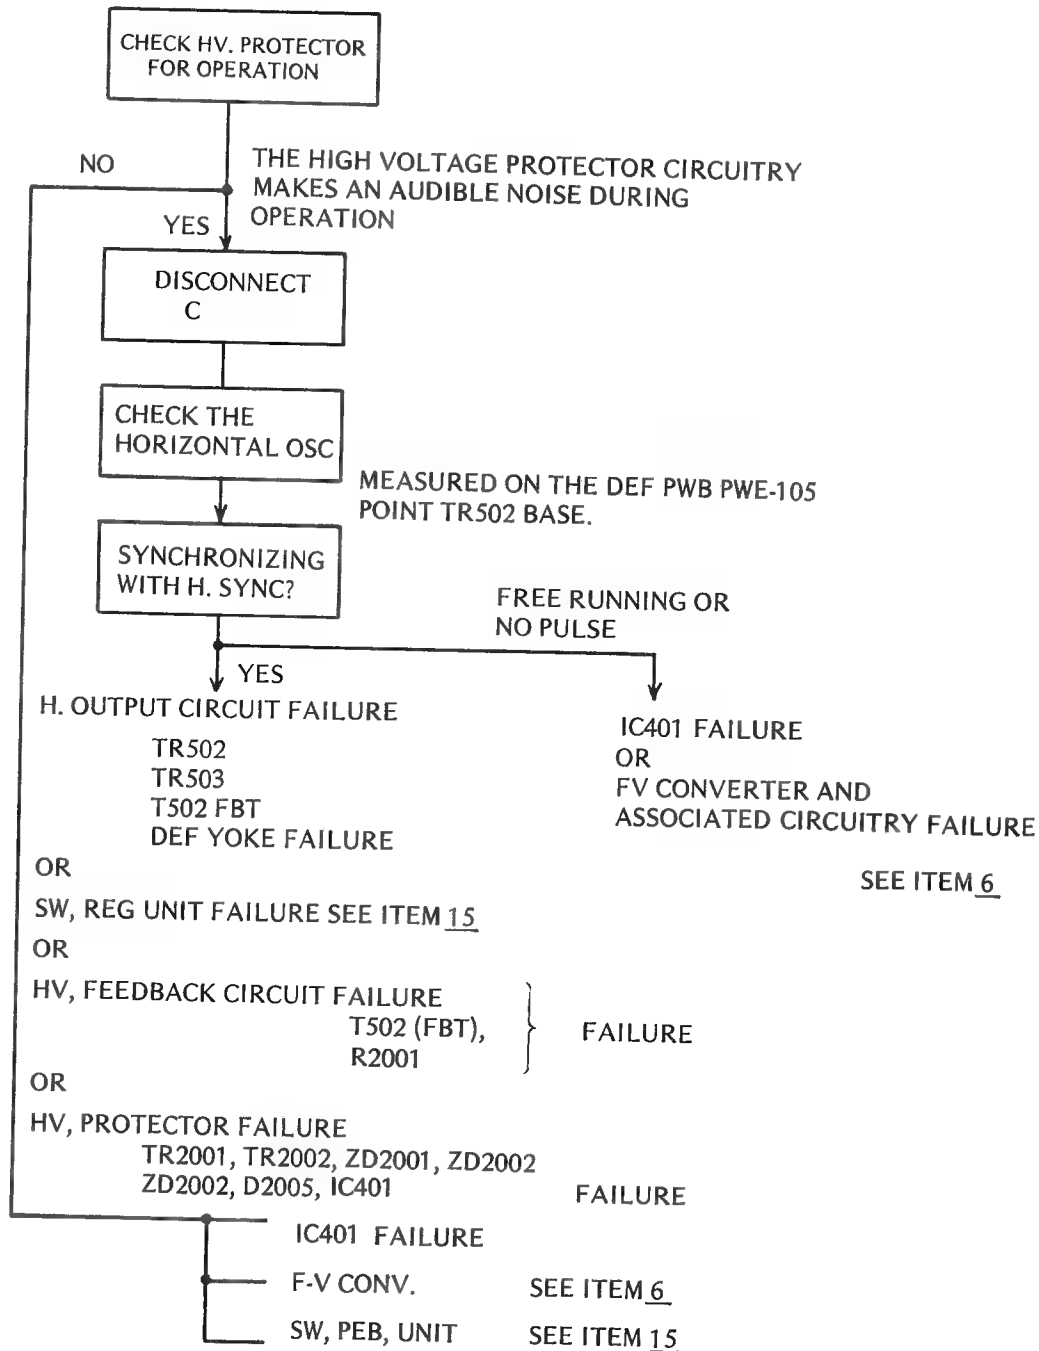 CHECK HV. PROTECTOR
FOR OPERATION
NO
THE HIGH VOLTAGE PROTECTOR CIRCUITRY
MAKES AN AUDIBLE NOISE DURING
OPERATION
YES
DISCONNECT
C
CHECK THE
HORIZONTAL OSC
MEASURED ON THE DEF PWB PWE-105
POINT TR502 BASE.
SYNCHRONIZING
WITH H. SYNC?
FREE RUNNING OR
NO PULSE
YES
H. OUTPUT CIRCUIT FAILURE
TR502
TR503
T502 FBT
DEF YOKE FAILURE
IC401 FAILURE
OR
FV CONVERTER AND
ASSOCIATED CIRCUITRY FAILURE
SEE ITEM 6
OR
SW, REG UNIT FAILURE SEE ITEM 15
OR
HV, FEEDBACK CIRCUIT FAILURE
T502 (FBT),
R2001
FAILURE
OR
HV, PROTECTOR FAILURE
TR2001, TR2002, ZD2001, ZD2002
ZD2002, D2005, IC401 FAILURE
IC401 FAILURE
F-V CONV. SEE ITEM 6
SW, PEB, UNIT SEE ITEM 15